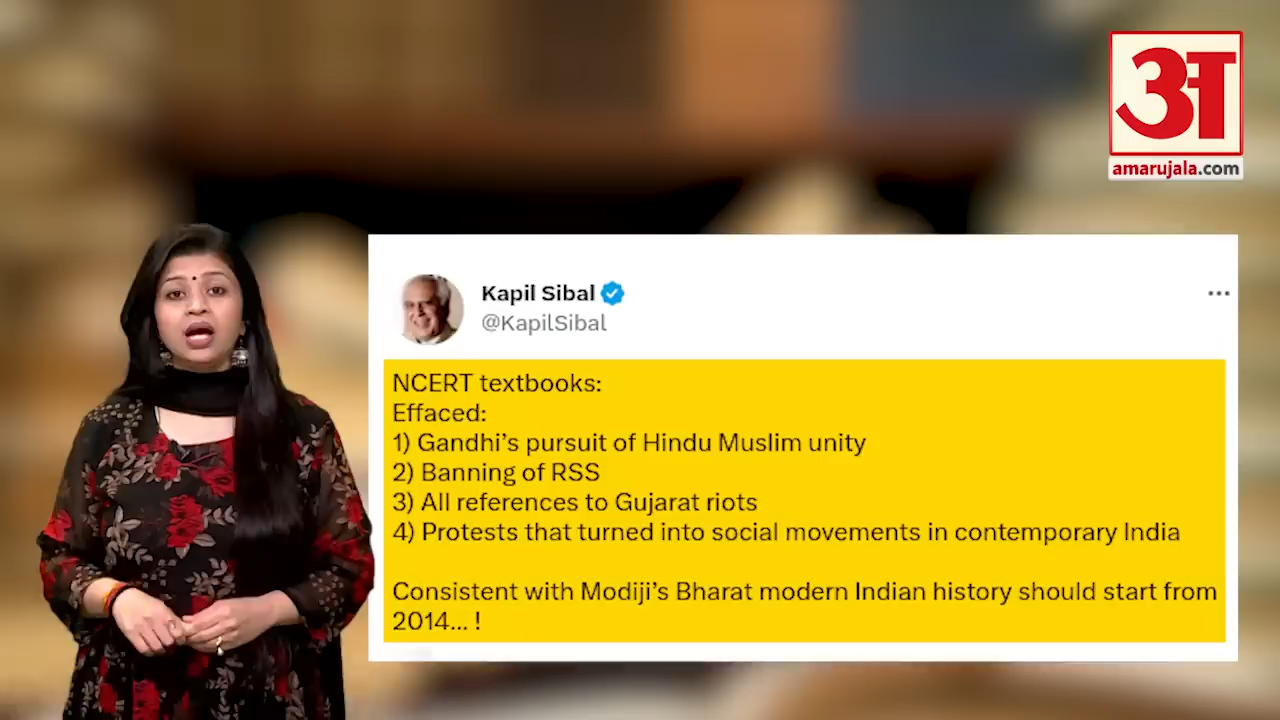 अ
amarujala.com
Kapil Sibal
@KapilSibal
NCERT textbooks:
Effaced:
1) Gandhi's pursuit of Hindu Muslim unity
2) Banning of RSS
3) All references to Gujarat riots
4) Protests that turned into social movements in contemporary India
Consistent with Modiji's Bharat modern Indian history should start from
2014... !